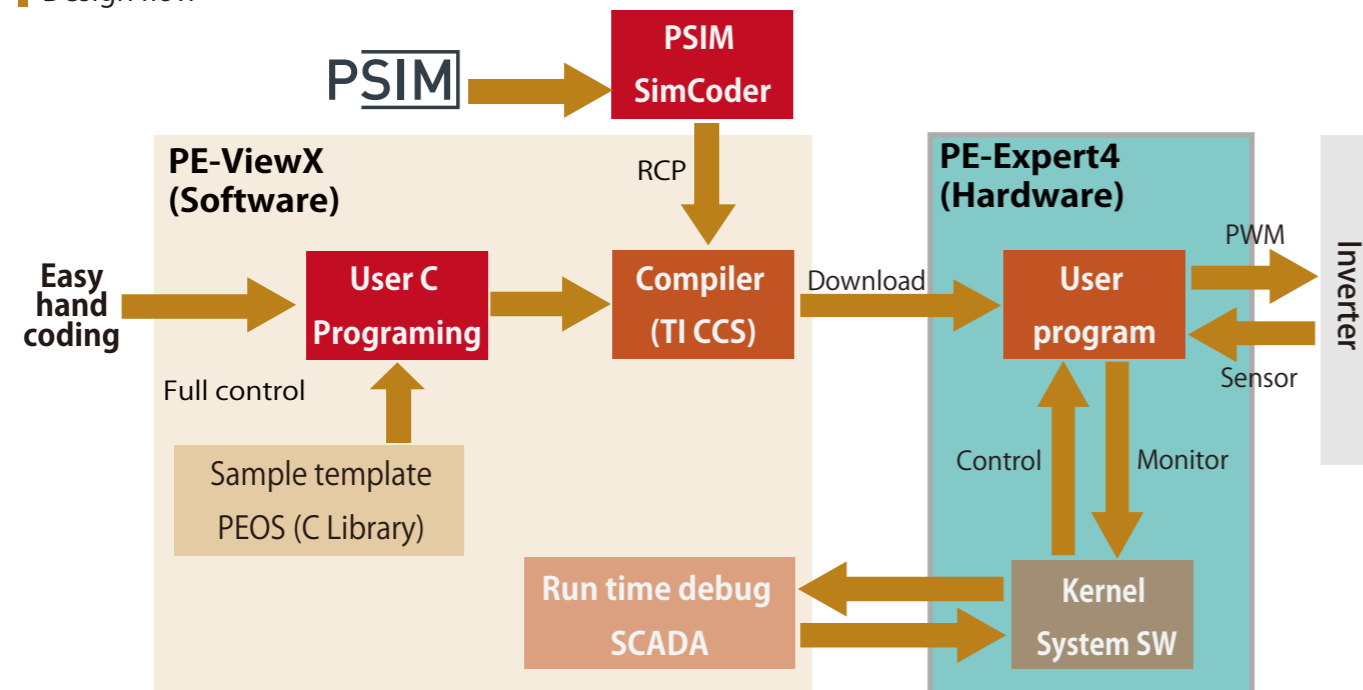 Design flow
PSIM
PSIM
SimCoder
PE-ViewX
(Software)
RCP
PE-Expert4
(Hardware)
Easy
hand
coding
User C
Programing
Compiler
(TI CCS)
Download
User
program
PWM
Sensor
Inverter
Full control
Sample template
PEOS (C Library)
Control
Monitor
Run time debug
SCADA
Kernel
System SW